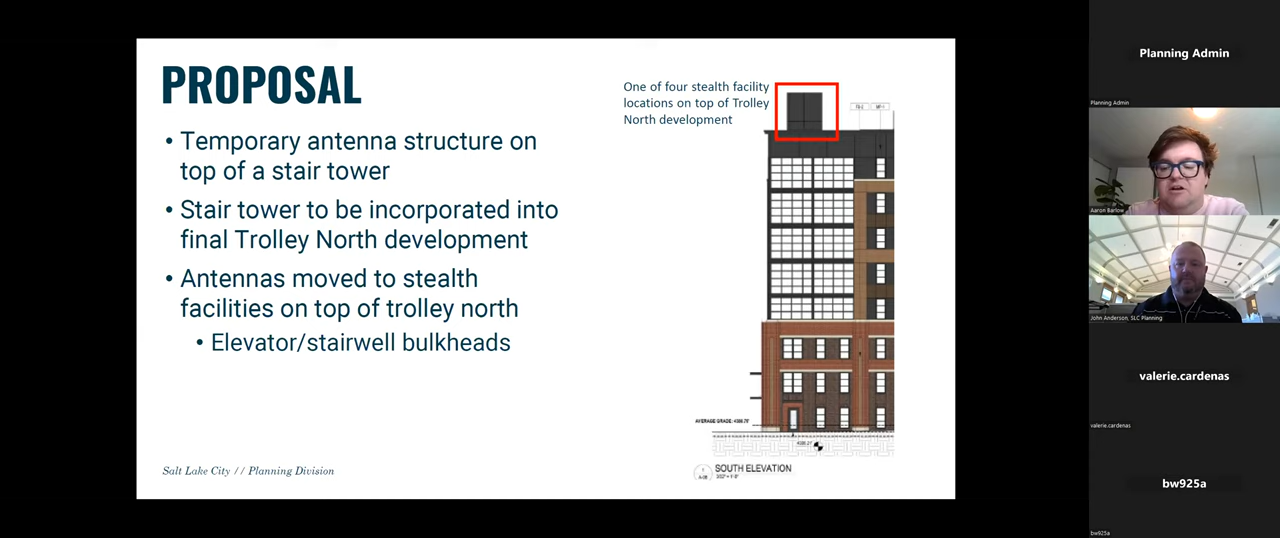 PROPOSAL
• Temporary antenna structure on
top of a stair tower
• Stair tower to be incorporated into
final Trolley North development
• Antennas moved to stealth
facilities on top of trolley north
• Elevator/stairwell bulkheads
Salt Lake City // Planning Division
One of four stealth facility
locations on top of Trolley
North development
AVERAGE GRADE:
SOUTH ELEVATION
Planning Admin
Planning Admin
Aaron Barlow
John Anderson, SLC Planning
valerie.cardenas
valerie.cardenas
bw925a
bw925a